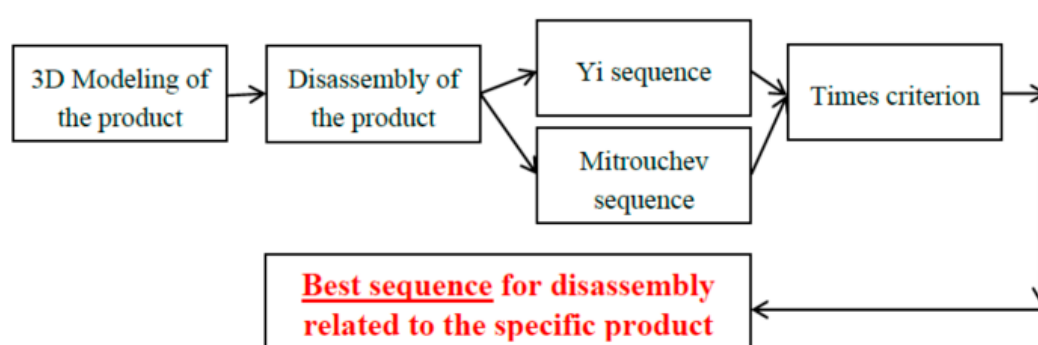 3D Modeling of
the product
Disassembly of
the product
Yi sequence
Mitrouchev
sequence
Times criterion
Best sequence for disassembly
related to the specific product